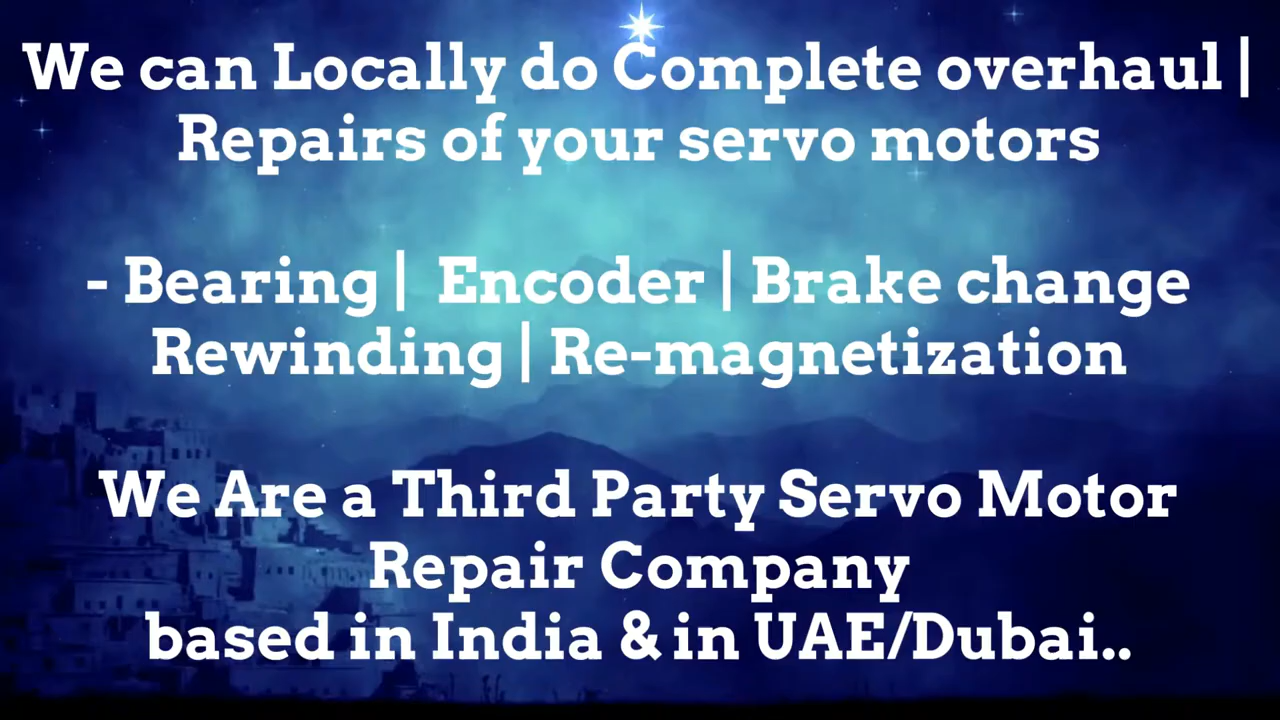 We can Locally do Complete overhaul |
Repairs of your servo motors
- Bearing | Encoder | Brake change
Rewinding | Re-magnetization
We Are a Third Party Servo Motor
Repair Company
based in India & in UAE/Dubai..